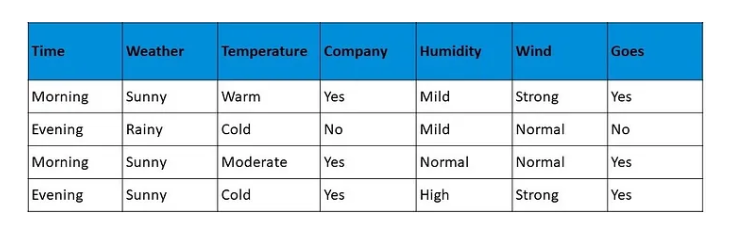 Time Weather Temperature Company Humidity Wind Goes
Morning Sunny Warm Yes Mild Strong Yes
Evening Rainy Cold No Mild Normal No
Morning Sunny Moderate Yes Normal Normal Yes
Evening Sunny Cold Yes High Strong Yes